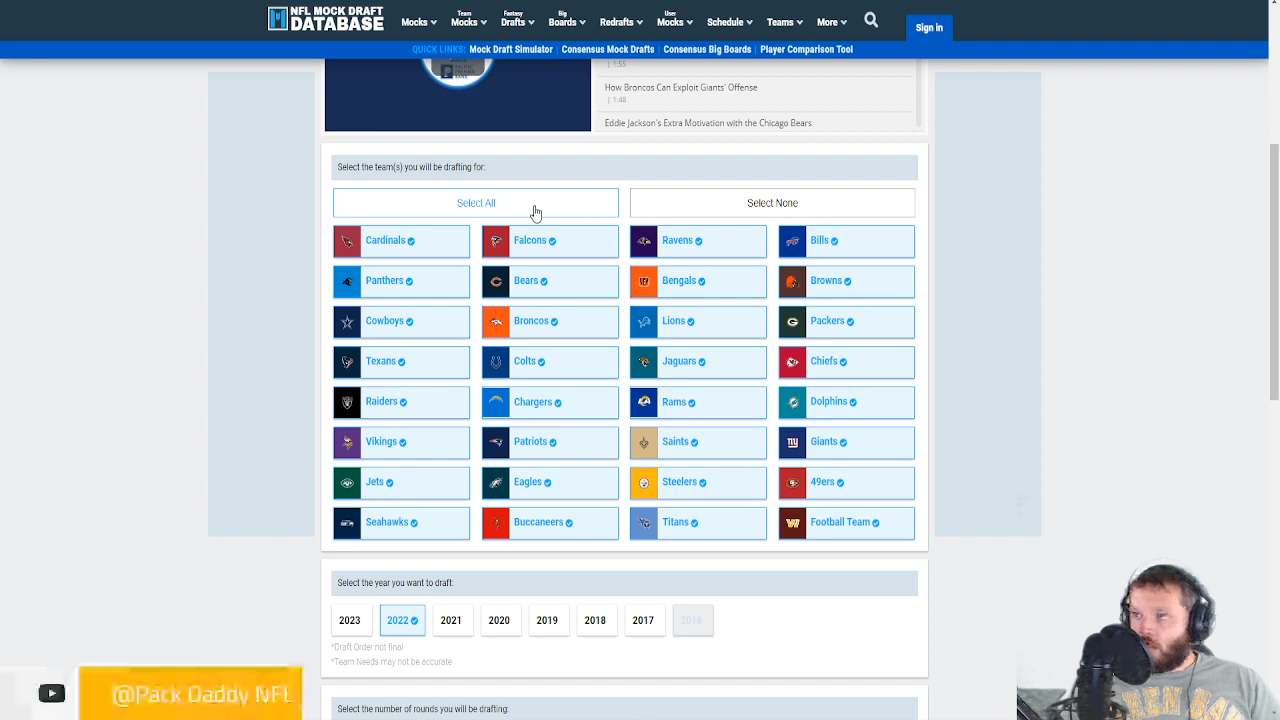 NFL MOCK DRAFT
DATABASE
Mocks
Team
Mocks
Fantasy
Drafts
Big
Boards
Redrafts
User
Mocks
Schedule
Teams
More
Sign in
QUICK LINKS: Mock Draft Simulator Consensus Mock Drafts Consensus Big Boards Player Comparison Tool
| 1:55
How Broncos Can Exploit Giants' Offense
| 1:48
Eddie Jackson's Extra Motivation with the Chicago Bears
Select the team(s) you will be drafting for:
Select All Select None
Cardinals Falcons Ravens Bills
Panthers Bears Bengals Browns
Cowboys Broncos Lions Packers
Texans Colts Jaguars Chiefs
Raiders Chargers Rams Dolphins
Vikings Patriots Saints Giants
Jets Eagles Steelers 49ers
Seahawks Buccaneers Titans Football Team
Select the year you want to draft:
2023 2022 2021 2020 2019 2018 2017 2016
*Draft Order not final
*Team Needs may not be accurate
Select the number of rounds you will be drafting:
@Pack Daddy NFL